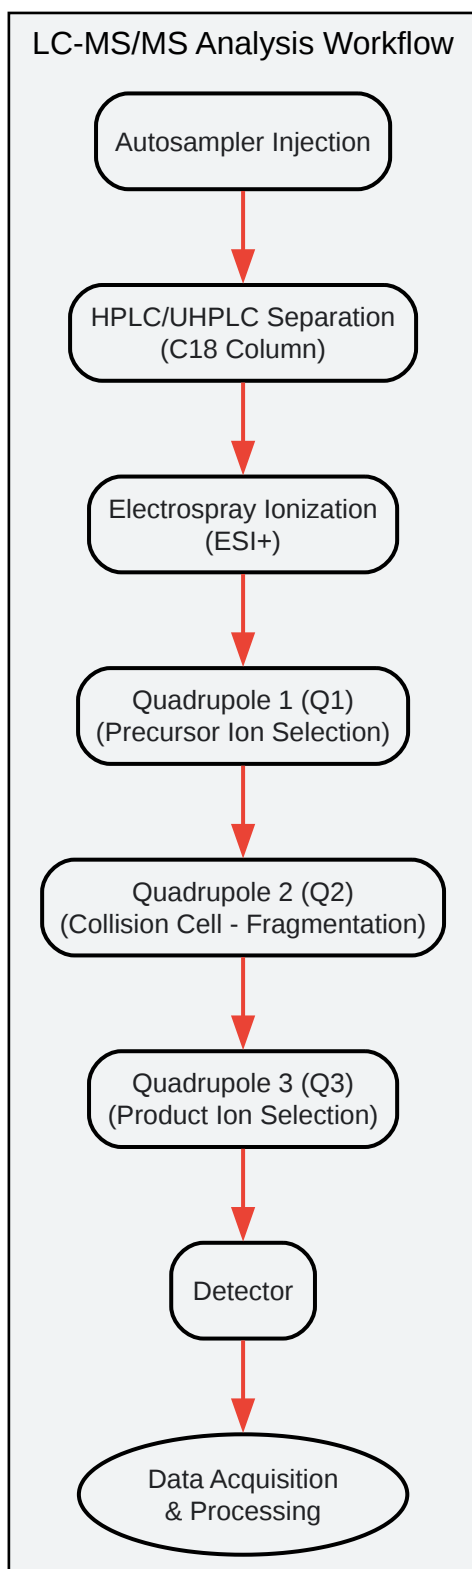 LC-MS/MS Analysis Workflow
Autosampler Injection
HPLC/UHPLC Separation
(C18 Column)
Electrospray Ionization
(ESI+)
Quadrupole 1 (Q1)
(Precursor Ion Selection)
Quadrupole 2 (Q2)
(Collision Cell - Fragmentation)
Quadrupole 3 (Q3)
(Product Ion Selection)
Detector
Data Acquisition
& Processing